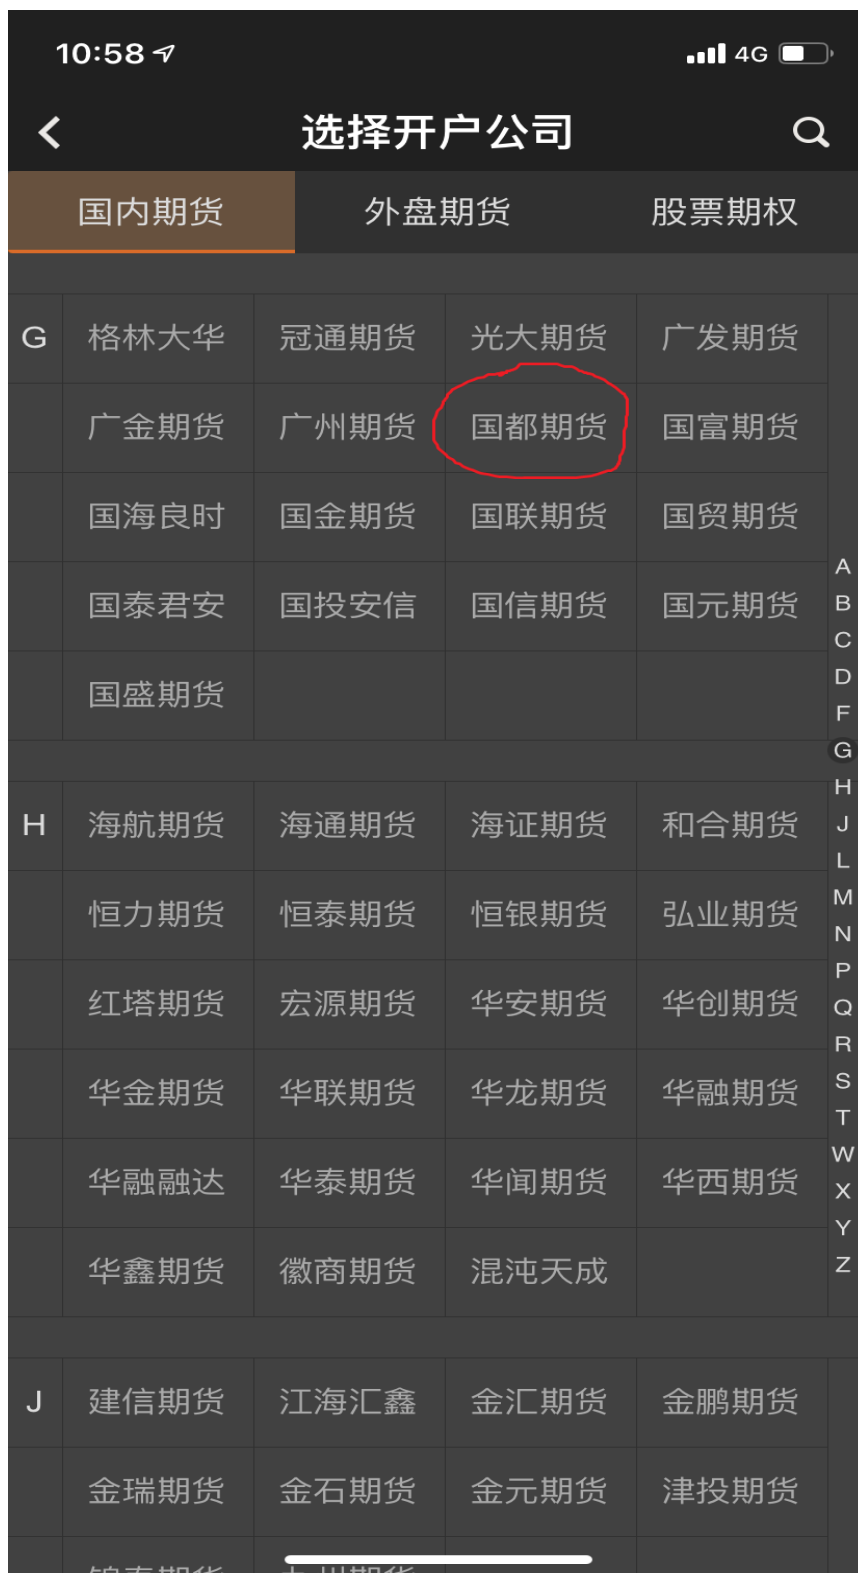 10:58 4G
选择开户公司
国内期货 外盘期货 股票期权
G 格林大华 冠通期货 光大期货 广发期货
广金期货 广州期货 国都期货 国富期货
国海良时 国金期货 国联期货 国贸期货
国泰君安 国投安信 国信期货 国元期货
国盛期货
H 海航期货 海通期货 海证期货 和合期货
恒力期货 恒泰期货 恒银期货 弘业期货
红塔期货 宏源期货 华安期货 华创期货
华金期货 华联期货 华龙期货 华融期货
华融融达 华泰期货 华闻期货 华西期货
华鑫期货 徽商期货 混沌天成
J 建信期货 江海汇鑫 金汇期货 金鹏期货
金瑞期货 金石期货 金元期货 津投期货
A
B
C
D
F
G
H
J
L
M
N
P
Q
R
S
T
W
X
Y
Z